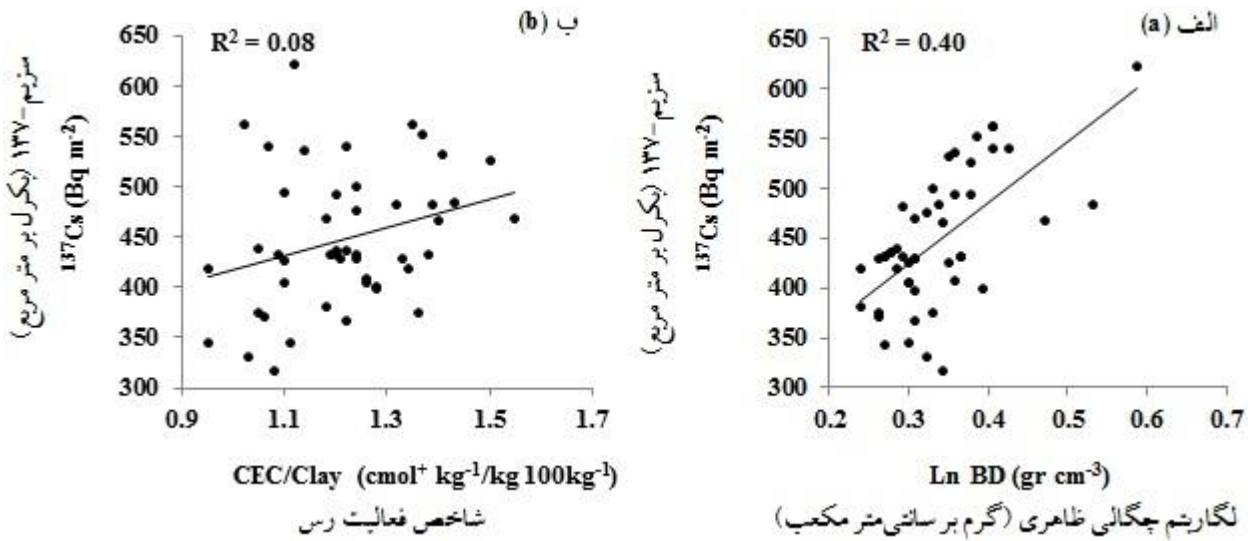 ب (b)
R² = 0.08
سزیم-۱۳۷ (بکرل بر متر مربع)
¹³⁷Cs (Bq m⁻²)
650
600
550
500
450
400
350
300
0.9 1.1 1.3 1.5 1.7
CEC/Clay (cmol⁺ kg⁻¹/kg 100kg⁻¹)
شاخص فعالیت رس
الف (a)
R² = 0.40
سزیم-۱۳۷ (بکرل بر متر مربع)
¹³⁷Cs (Bq m⁻²)
650
600
550
500
450
400
350
300
0.2 0.3 0.4 0.5 0.6 0.7
Ln BD (gr cm⁻³)
لگاریتم چگالی ظاهری (گرم بر سانتی‌متر مکعب)